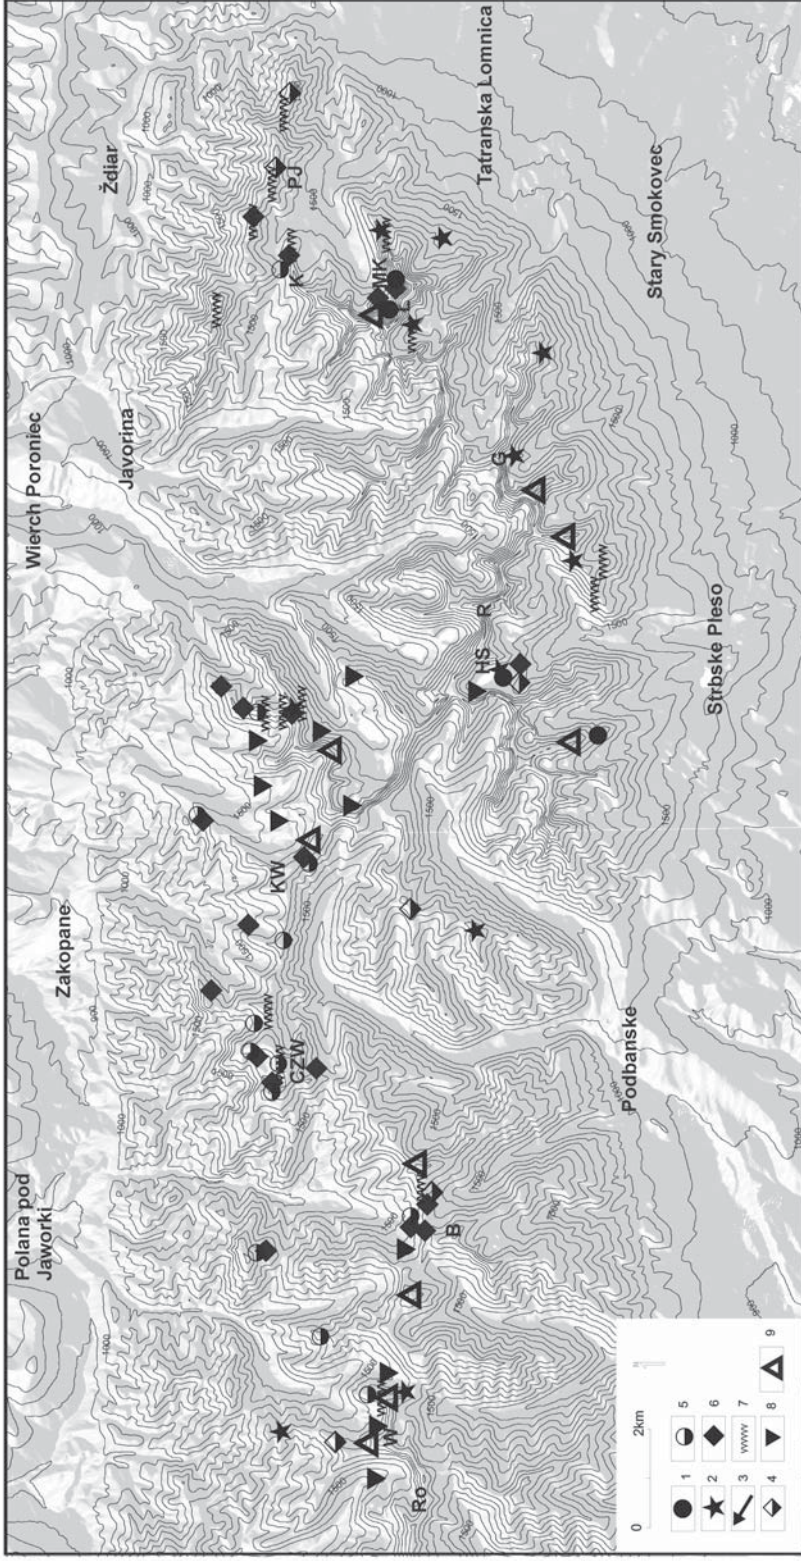 Polana pod
Jaworki
Zakopane
Wierch Poroniec
Javorina
Ždiar
Tatranska Lomnica
Stary Smokovec
Strbske Pleso
Podbanske
Ro
W
B
CZW
KW
HS
R
G
L
MK
K
PJ
900
1000
1500
0 2km
N
1 5
2 6
3 7
4 8 9